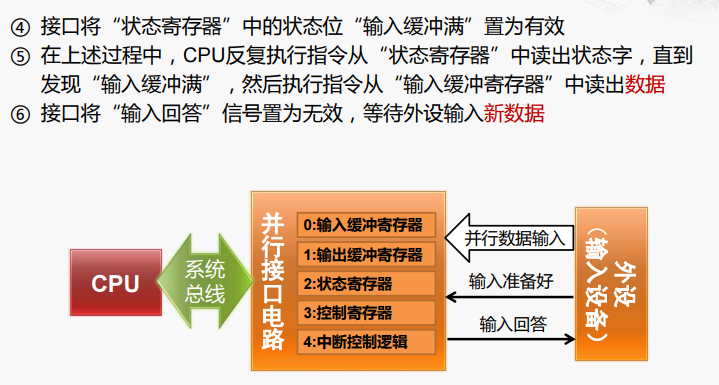 ④ 接口将“状态寄存器”中的状态位“输入缓冲满”置为有效
⑤ 在上述过程中，CPU反复执行指令从“状态寄存器”中读出状态字，直到
发现“输入缓冲满”，然后执行指令从“输入缓冲寄存器”中读出数据
⑥ 接口将“输入回答”信号置为无效，等待外设输入新数据
CPU
系统
总线
并行接口电路
0:输入缓冲寄存器
1:输出缓冲寄存器
2:状态寄存器
3:控制寄存器
4:中断控制逻辑
并行数据输入
输入准备好
输入回答
外设
（输入设备）